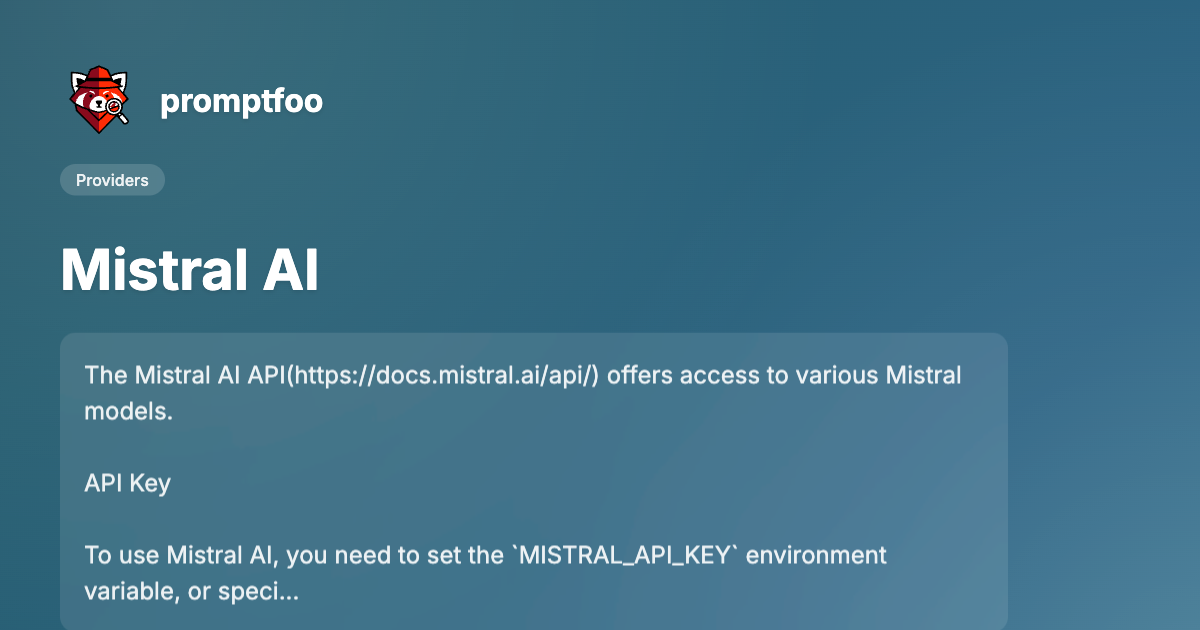 promptfoo
Providers
Mistral AI
The Mistral AI API(https://docs.mistral.ai/api/) offers access to various Mistral
models.
API Key
To use Mistral AI, you need to set the `MISTRAL_API_KEY` environment
variable, or speci...